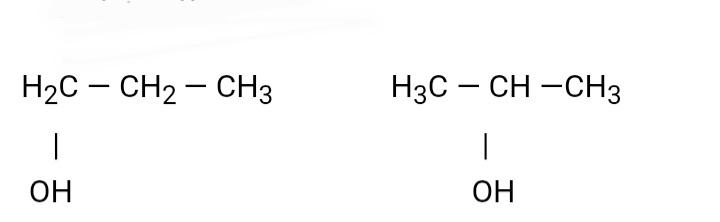 H₂C – CH₂ – CH₃ H₃C – CH –CH₃
| |
OH OH